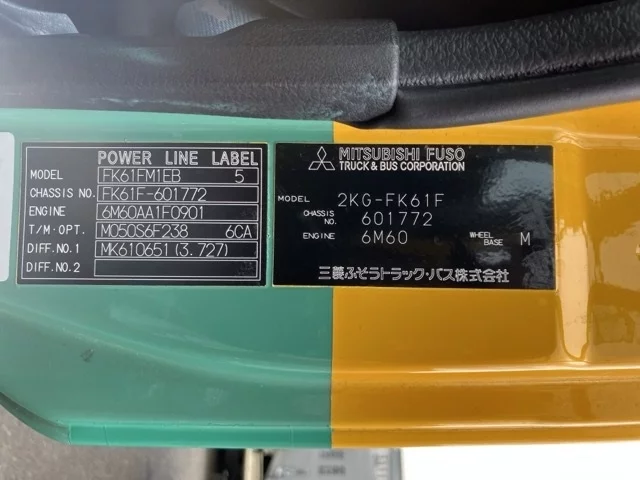 POWER LINE LABEL
MODEL FK61FM1EB 5
CHASSIS NO. FK61F-601772
ENGINE 6M60AA1F0901
T/M·OPT. M050S6F238 6CA
DIFF.NO.1 MK610651(3.727)
DIFF.NO.2
MITSUBISHI FUSO
TRUCK & BUS CORPORATION
MODEL 2KG-FK61F
CHASSIS NO. 601772
ENGINE 6M60 WHEEL BASE M
三菱ふそうトラック・バス株式会社